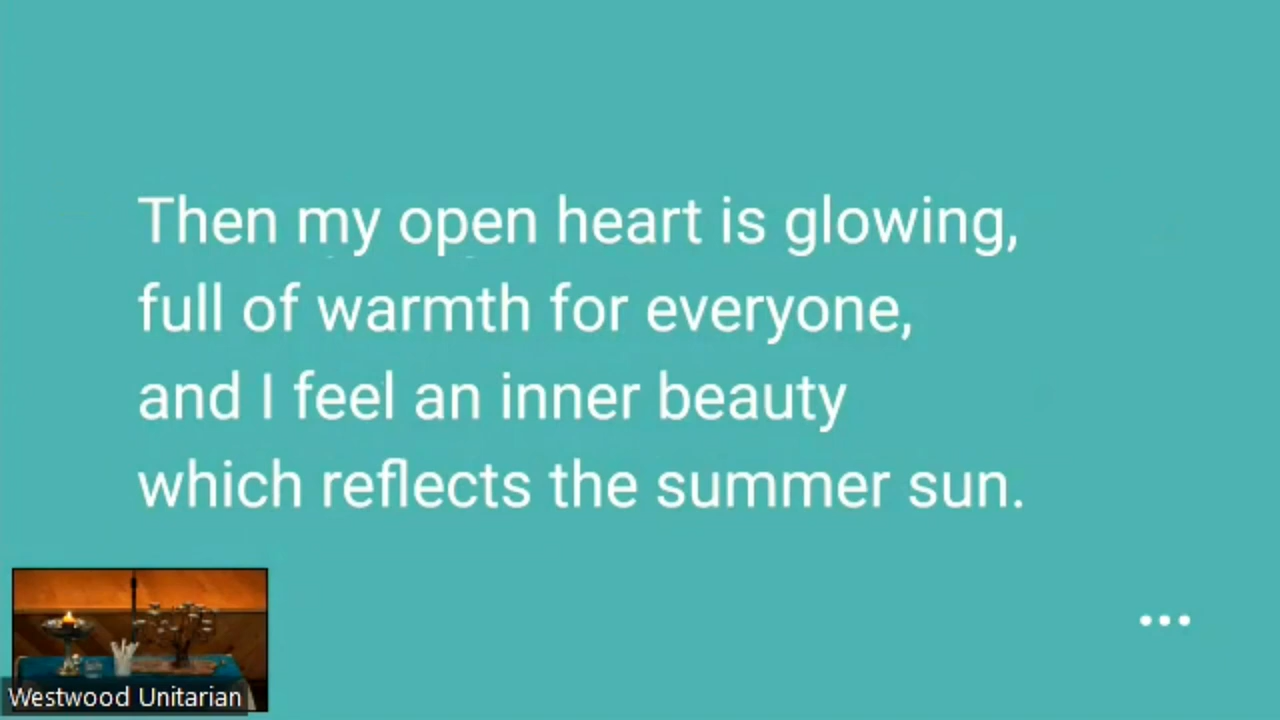 Then my open heart is glowing,
full of warmth for everyone,
and I feel an inner beauty
which reflects the summer sun.
...
Westwood Unitarian